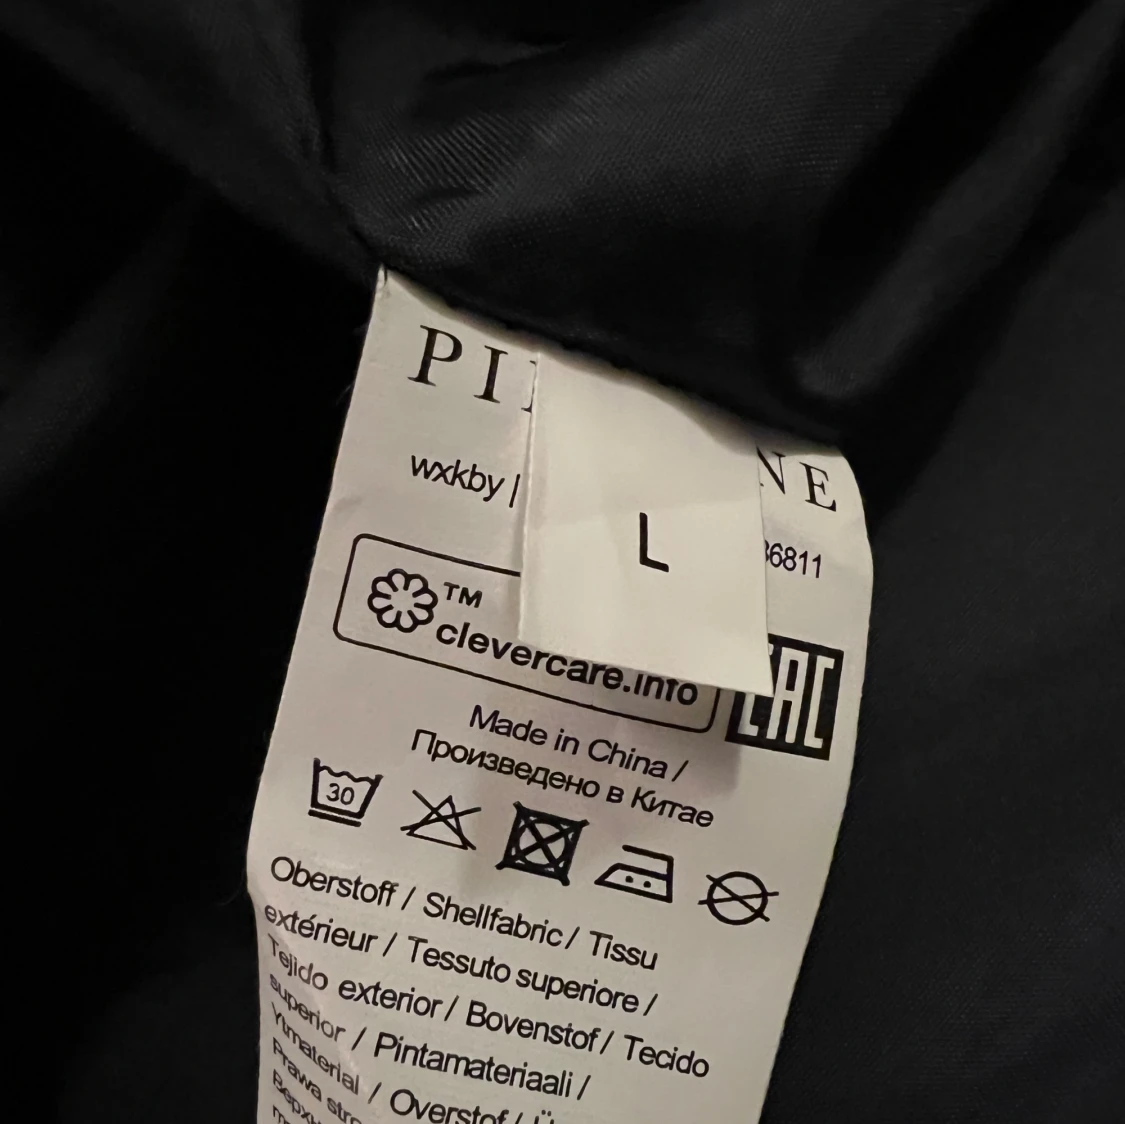 PI NE
wxkby | 36811
L
TM
clevercare.info
EAC
Made in China /
Произведено в Китае
30
Oberstoff / Shellfabric / Tissu
extérieur / Tessuto superiore /
Tejido exterior / Bovenstof / Tecido
superior / Pintamateriaali /
Ytmaterial / Overstof / Ü
Prawa